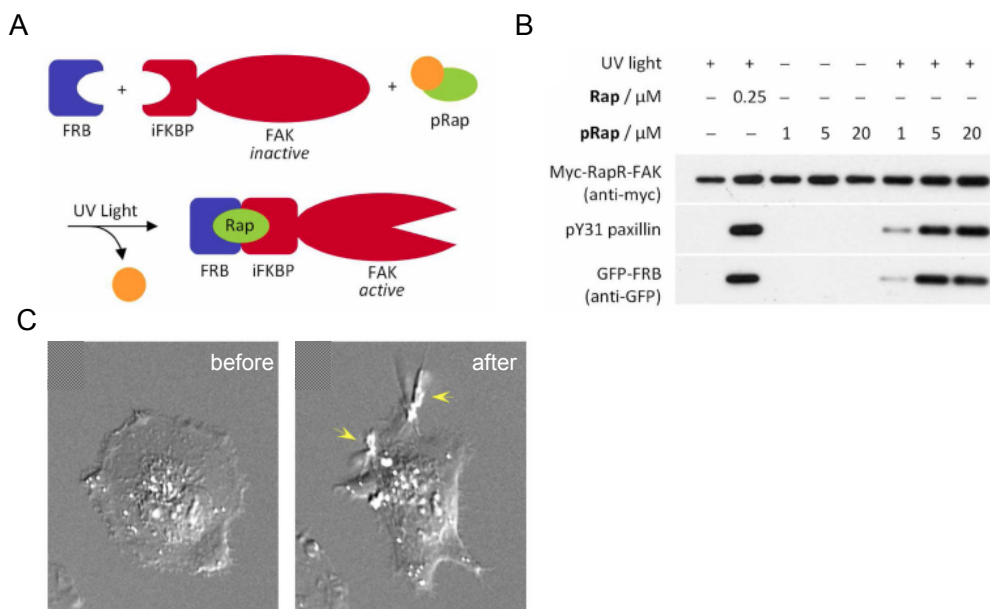 A
FRB
+
iFKBP
FAK
inactive
+
pRap
UV Light
Rap
FRB
iFKBP
FAK
active
B
UV light + + – – – + + +
Rap / μM – 0.25 – – – – – –
pRap / μM – – 1 5 20 1 5 20
Myc-RapR-FAK
(anti-myc)
pY31 paxillin
GFP-FRB
(anti-GFP)
C
before
after